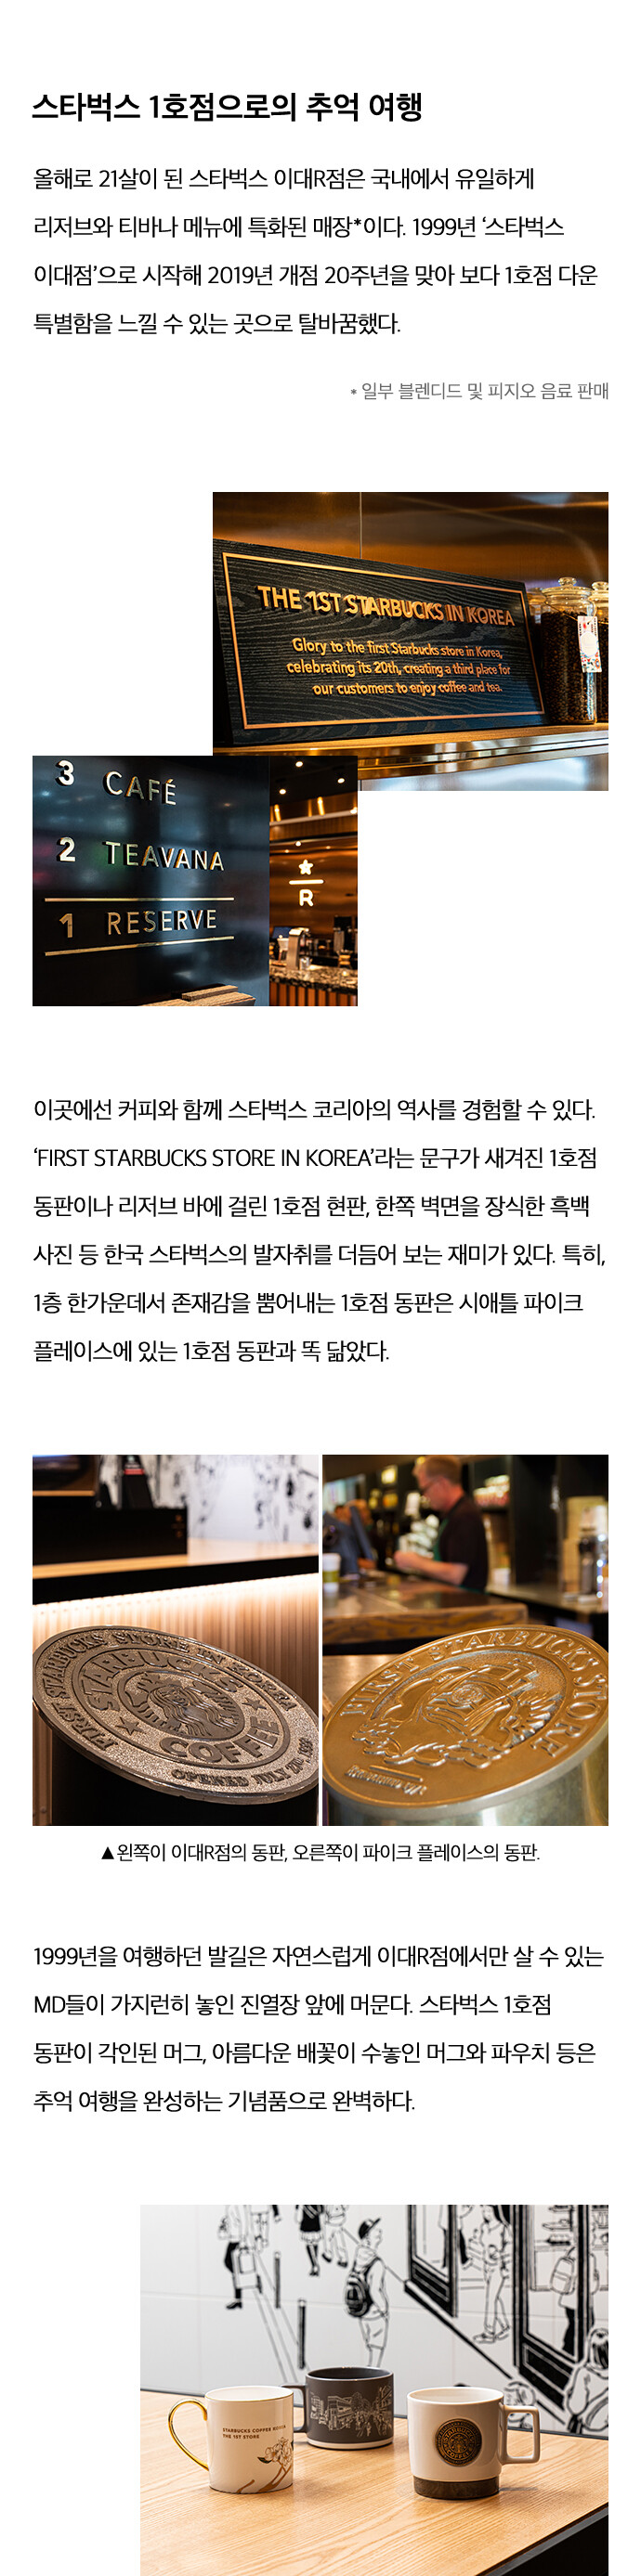 스타벅스 1호점으로의 추억 여행
올해로 21살이 된 스타벅스 이대R점은 국내에서 유일하게
리저브와 티바나 메뉴에 특화된 매장*이다. 1999년 ‘스타벅스
이대점’으로 시작해 2019년 개점 20주년을 맞아 보다 1호점 다운
특별함을 느낄 수 있는 곳으로 탈바꿈했다.
* 일부 블렌디드 및 피지오 음료 판매
THE 1ST STARBUCKS IN KOREA
Glory to the first Starbucks store in Korea,
celebrating its 20th, creating a third place for
our customers to enjoy coffee and tea.
3 CAFÉ
2 TEAVANA
1 RESERVE
R
이곳에선 커피와 함께 스타벅스 코리아의 역사를 경험할 수 있다.
‘FIRST STARBUCKS STORE IN KOREA’라는 문구가 새겨진 1호점
동판이나 리저브 바에 걸린 1호점 현판, 한쪽 벽면을 장식한 흑백
사진 등 한국 스타벅스의 발자취를 더듬어 보는 재미가 있다. 특히,
1층 한가운데서 존재감을 뿜어내는 1호점 동판은 시애틀 파이크
플레이스에 있는 1호점 동판과 똑 닮았다.
FIRST STARBUCKS STORE IN KOREA
STARBUCKS
COFFEE
OPENED JULY 27TH, 1999
FIRST STARBUCKS STORE
▲왼쪽이 이대R점의 동판, 오른쪽이 파이크 플레이스의 동판.
1999년을 여행하던 발길은 자연스럽게 이대R점에서만 살 수 있는
MD들이 가지런히 놓인 진열장 앞에 머문다. 스타벅스 1호점
동판이 각인된 머그, 아름다운 배꽃이 수놓인 머그와 파우치 등은
추억 여행을 완성하는 기념품으로 완벽하다.
STARBUCKS COFFEE KOREA
THE 1ST STORE